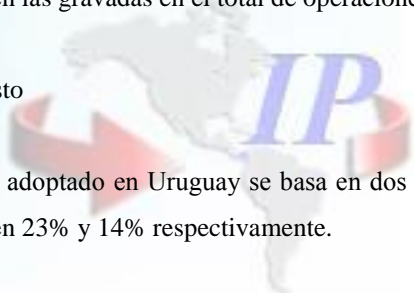 en las gravadas en el total de operacione
sto
IP
adoptado en Uruguay se basa en dos
en 23% y 14% respectivamente.